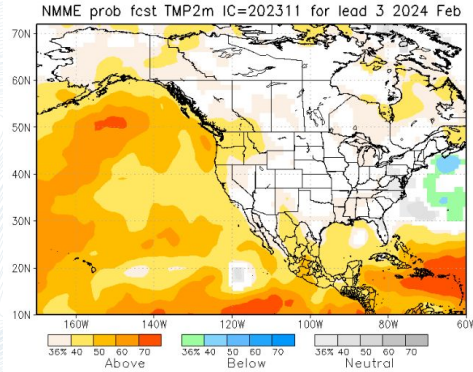 NMME prob fcst TMP2m IC=202311 for lead 3 2024 Feb
70N
60N
50N
40N
30N
20N
10N
160W 140W 120W 100W 80W 60W
36% 40 50 60 70 36% 40 50 60 70 36% 40 50 60 70
Above Below Neutral